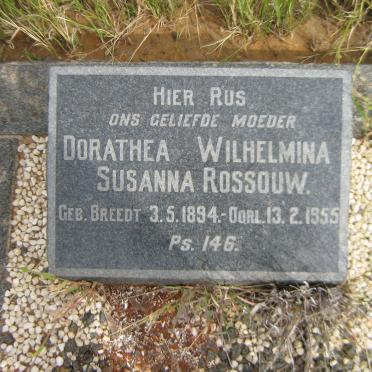 Hier Rus
ons geliefde moeder
Dorathea Wilhelmina
Susanna Rossouw.
Geb. Breedt 3.5.1894.-Oorl.13.2.1955
Ps. 146.